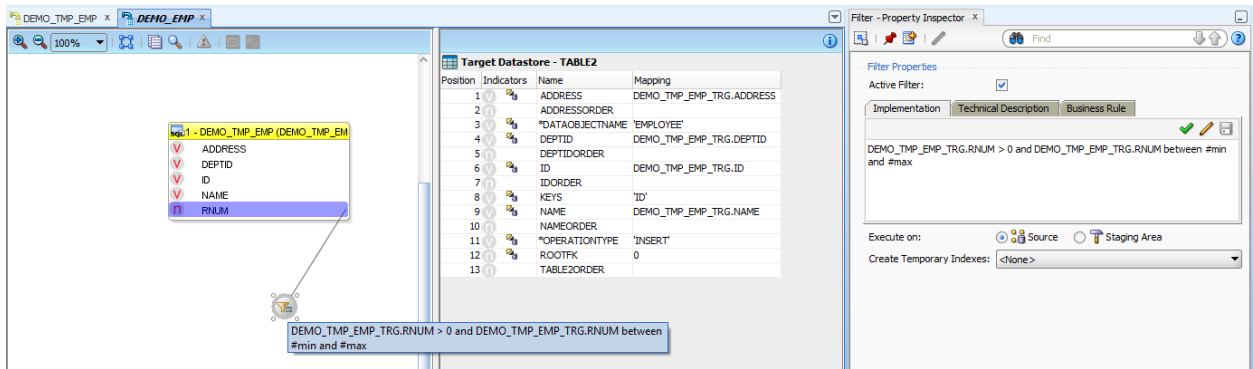 DEMO_TMP_EMP x DEMO_EMP x
100%
1 - DEMO_TMP_EMP (DEMO_TMP_EM
V ADDRESS
V DEPTID
V ID
V NAME
n RNUM
DEMO_TMP_EMP_TRG.RNUM > 0 and DEMO_TMP_EMP_TRG.RNUM between
#min and #max
Target Datastore - TABLE2
Position Indicators Name Mapping
1 V ADDRESS DEMO_TMP_EMP_TRG.ADDRESS
2 n ADDRESSORDER
3 V *DATAOBJECTNAME 'EMPLOYEE'
4 V DEPTID DEMO_TMP_EMP_TRG.DEPTID
5 n DEPTIDORDER
6 V ID DEMO_TMP_EMP_TRG.ID
7 n IDORDER
8 V KEYS 'ID'
9 V NAME DEMO_TMP_EMP_TRG.NAME
10 n NAMEORDER
11 V *OPERATIONTYPE 'INSERT'
12 n ROOTFK 0
13 n TABLE2ORDER
Filter - Property Inspector x
Find
Filter Properties
Active Filter:
Implementation Technical Description Business Rule
DEMO_TMP_EMP_TRG.RNUM > 0 and DEMO_TMP_EMP_TRG.RNUM between #min
and #max
Execute on: Source Staging Area
Create Temporary Indexes: <None>